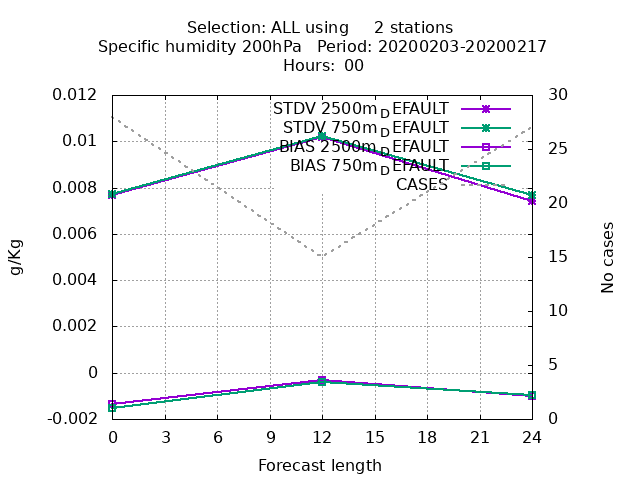 Selection: ALL using 2 stations
Specific humidity 200hPa Period: 20200203-20200217
Hours: 00
0.012
0.01
0.008
0.006
0.004
0.002
0
-0.002
g/Kg
STDV 2500m_DEFAULT
STDV 750m_DEFAULT
BIAS 2500m_DEFAULT
BIAS 750m_DEFAULT
CASES
30
25
20
15
10
5
0
No cases
0 3 6 9 12 15 18 21 24
Forecast length